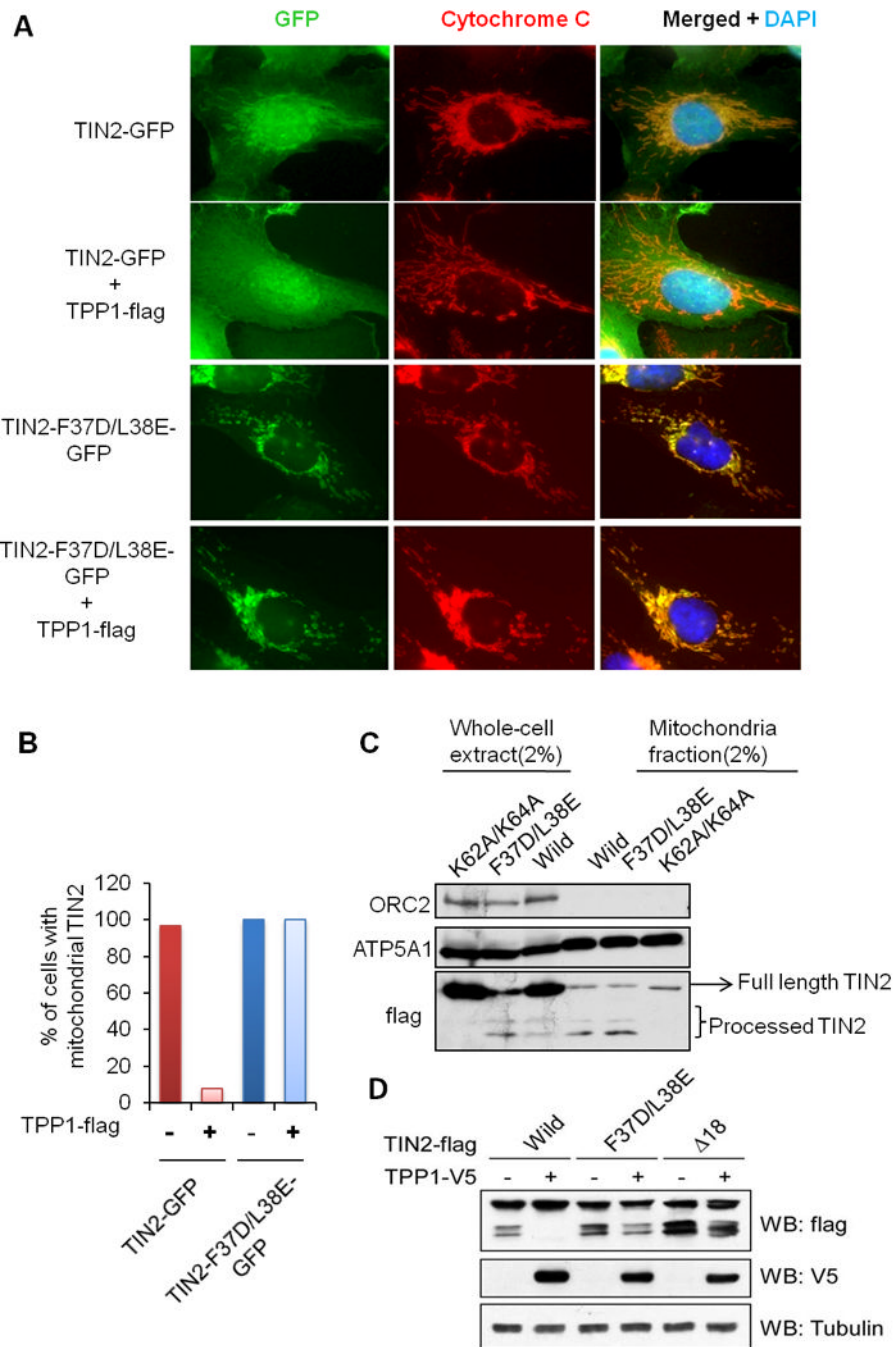 A
GFP
Cytochrome C
Merged + DAPI
TIN2-GFP
TIN2-GFP
+
TPP1-flag
TIN2-F37D/L38E-
GFP
TIN2-F37D/L38E-
GFP
+
TPP1-flag
B
% of cells with
mitochondrial TIN2
120
100
80
60
40
20
0
TPP1-flag
- + - +
TIN2-GFP
TIN2-F37D/L38E-
GFP
C
Whole-cell
extract(2%)
Mitochondria
fraction(2%)
K62A/K64A
F37D/L38E
Wild
Wild
F37D/L38E
K62A/K64A
ORC2
ATP5A1
flag
Full length TIN2
Processed TIN2
D
TIN2-flag
Wild
F37D/L38E
Δ18
TPP1-V5
- + - + - +
WB: flag
WB: V5
WB: Tubulin